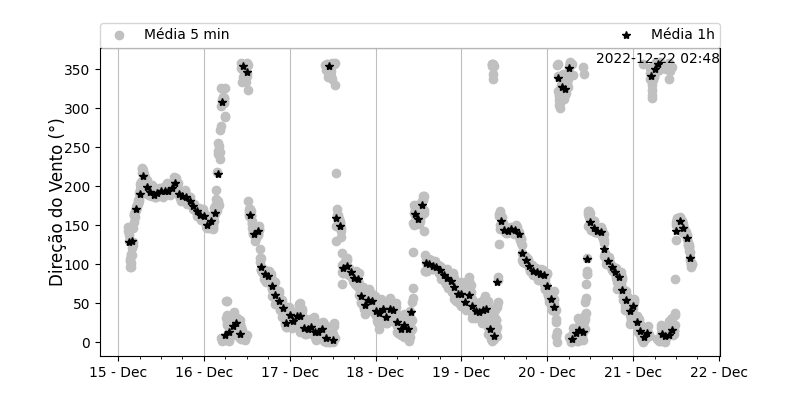 Média 5 min
Média 1h
2022-12-22 02:48
Direção do Vento (°)
350
300
250
200
150
100
50
0
15 - Dec
16 - Dec
17 - Dec
18 - Dec
19 - Dec
20 - Dec
21 - Dec
22 - Dec